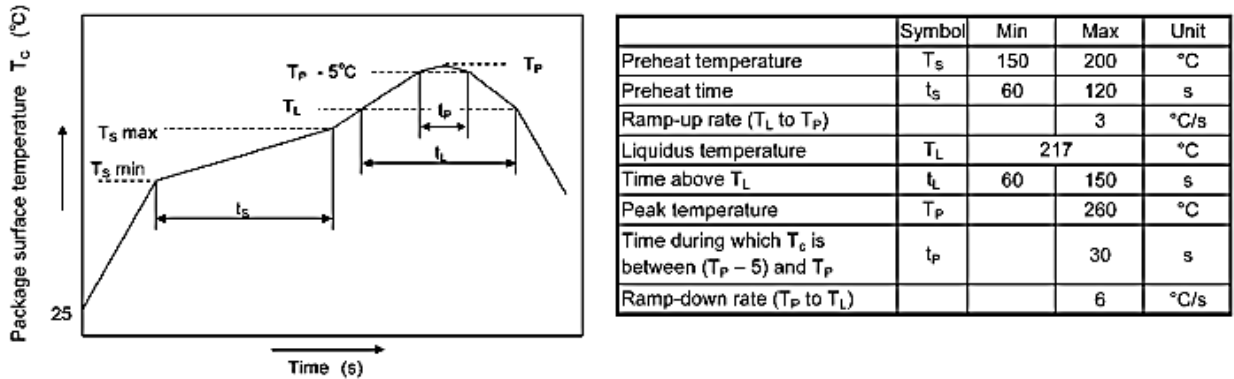 Package surface temperature T_C (°C)
T_P - 5°C
T_P
T_L
t_P
T_S max
t_L
T_S min
t_S
25
Time (s)
Symbol Min Max Unit
Preheat temperature T_S 150 200 °C
Preheat time t_S 60 120 s
Ramp-up rate (T_L to T_P) 3 °C/s
Liquidus temperature T_L 217 °C
Time above T_L t_L 60 150 s
Peak temperature T_P 260 °C
Time during which T_c is
between (T_P – 5) and T_P t_P 30 s
Ramp-down rate (T_P to T_L) 6 °C/s